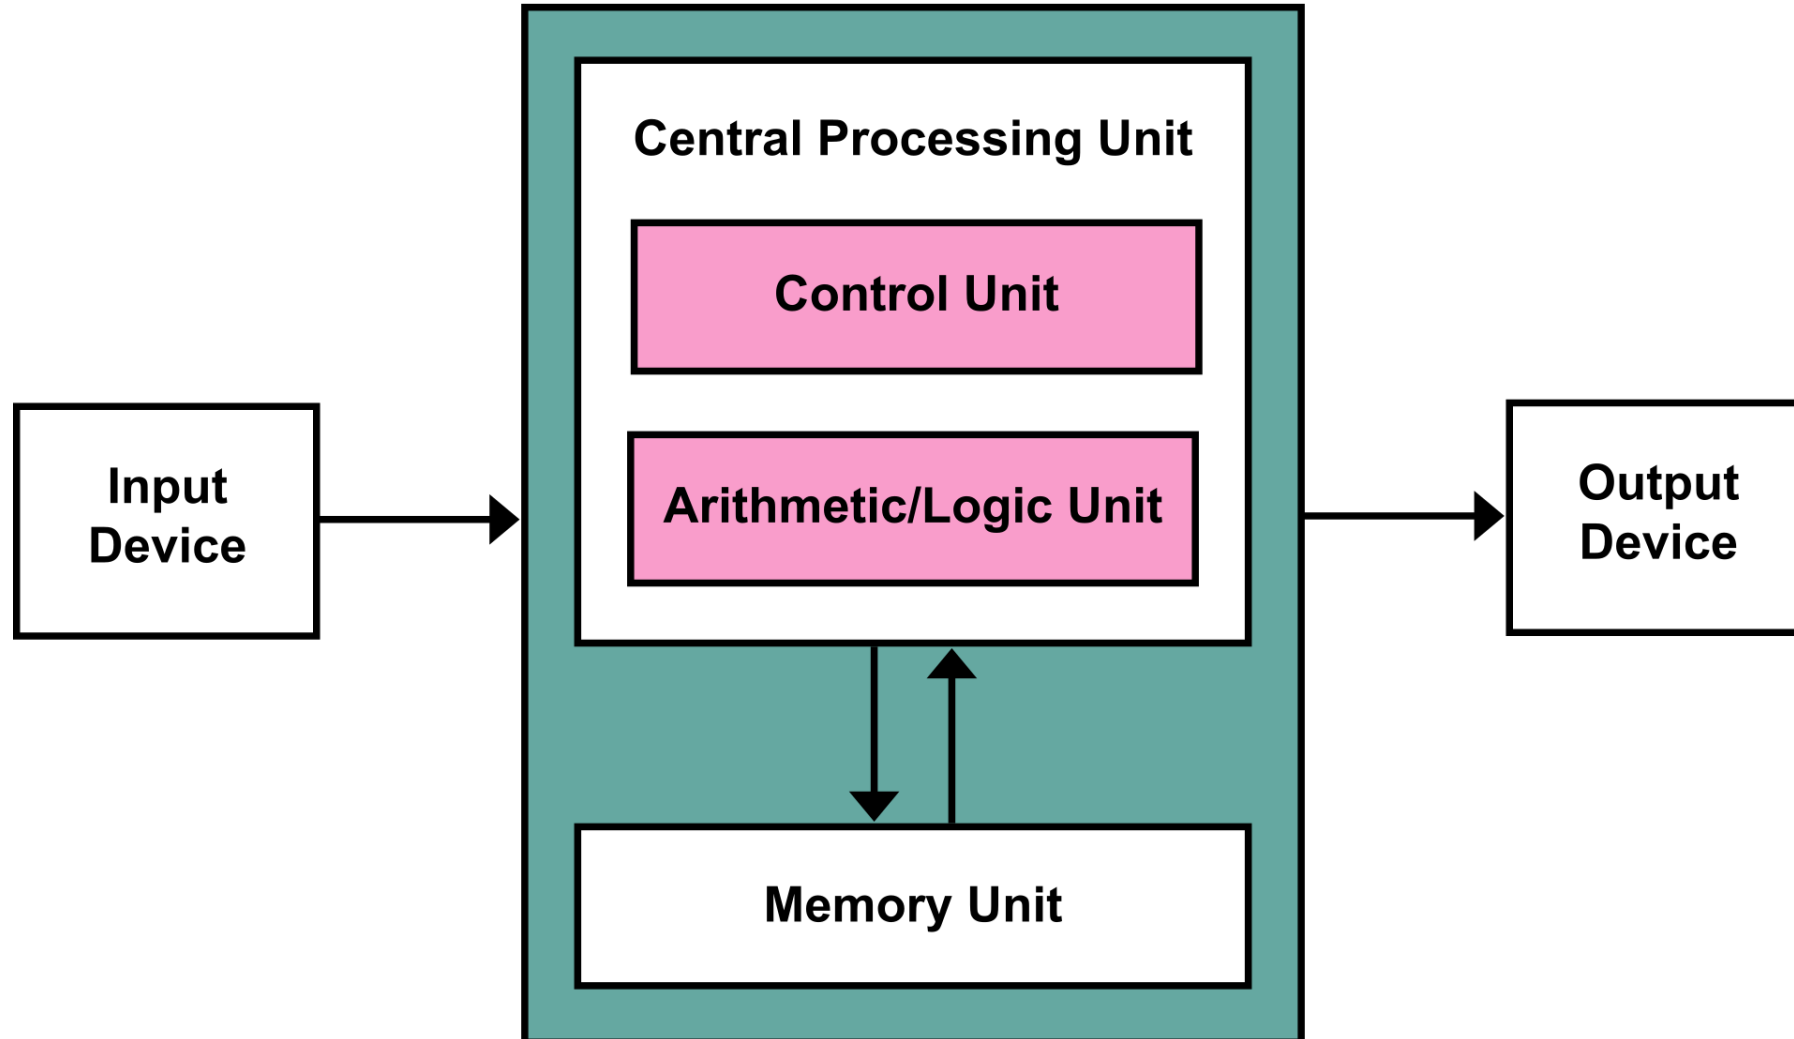 Central Processing Unit
Control Unit
Arithmetic/Logic Unit
Input
Device
Output
Device
Memory Unit